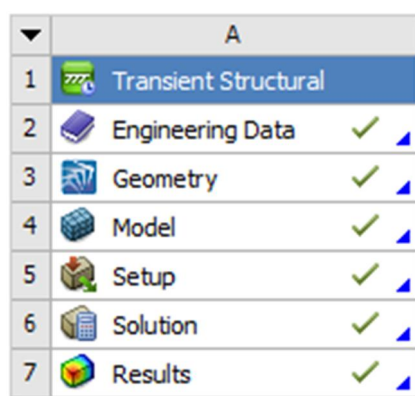 A
1 Transient Structural
2 Engineering Data
3 Geometry
4 Model
5 Setup
6 Solution
7 Results